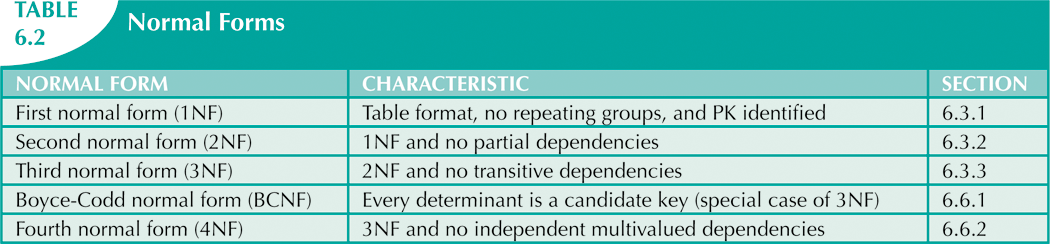 TABLE
6.2
Normal Forms
NORMAL FORM CHARACTERISTIC SECTION
First normal form (1NF) Table format, no repeating groups, and PK identified 6.3.1
Second normal form (2NF) 1NF and no partial dependencies 6.3.2
Third normal form (3NF) 2NF and no transitive dependencies 6.3.3
Boyce-Codd normal form (BCNF) Every determinant is a candidate key (special case of 3NF) 6.6.1
Fourth normal form (4NF) 3NF and no independent multivalued dependencies 6.6.2